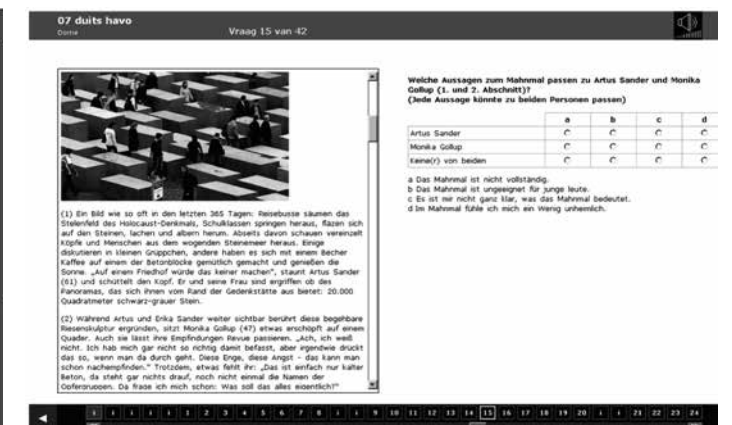 07 duits havo
Dorné
Vraag 15 van 42
(1) Ein Bild wie so oft in den letzten 365 Tagen: Reisebusse säumen das
Stelenfeld des Holocaust-Denkmals, Schulklassen springen heraus, fläzen sich
auf den Steinen, lachen und albern herum. Abseits davon schauen vereinzelt
Köpfe und Menschen aus dem wogenden Steinemeer heraus. Einige
diskutieren in kleinen Grüppchen, andere haben es sich mit einem Becher
Kaffee auf einem der Betonblöcke gemütlich gemacht und genießen die
Sonne. „Auf einem Friedhof würde das keiner machen", staunt Artus Sander
(61) und schüttelt den Kopf. Er und seine Frau sind ergriffen ob des
Panoramas, das sich ihnen vom Rand der Gedenkstätte aus bietet: 20.000
Quadratmeter schwarz-grauer Stein.
(2) Während Artus und Erika Sander weiter sichtbar berührt diese begehbare
Riesenskulptur ergründen, sitzt Monika Gollup (47) etwas erschöpft auf einem
Quader. Auch sie lässt ihre Empfindungen Revue passieren. „Ach, ich weiß
nicht. Ich hab mich gar nicht so richtig damit befasst, aber irgendwie drückt
das so, wenn man da durch geht. Diese Enge, diese Angst - das kann man
schon nachempfinden." Trotzdem, etwas fehlt ihr: „Das ist einfach nur kalter
Beton, da steht gar nichts drauf, noch nicht einmal die Namen der
Opfergruppen. Da frage ich mich schon: Was soll das alles eigentlich?"
Welche Aussagen zum Mahnmal passen zu Artus Sander und Monika
Gollup (1. und 2. Abschnitt)?
(Jede Aussage könnte zu beiden Personen passen)
a b c d
Artus Sander
Monika Gollup
Keine(r) von beiden
a Das Mahnmal ist nicht vollständig.
b Das Mahnmal ist ungeeignet für junge leute.
c Es ist mir nicht ganz klar, was das Mahnmal bedeutet.
d Im Mahnmal fühle ich mich ein Wenig unheimlich.
i i i i i i 1 2 3 4 5 6 7 8 i i 9 10 11 12 13 14 15 16 17 18 19 20 i i 21 22 23 24